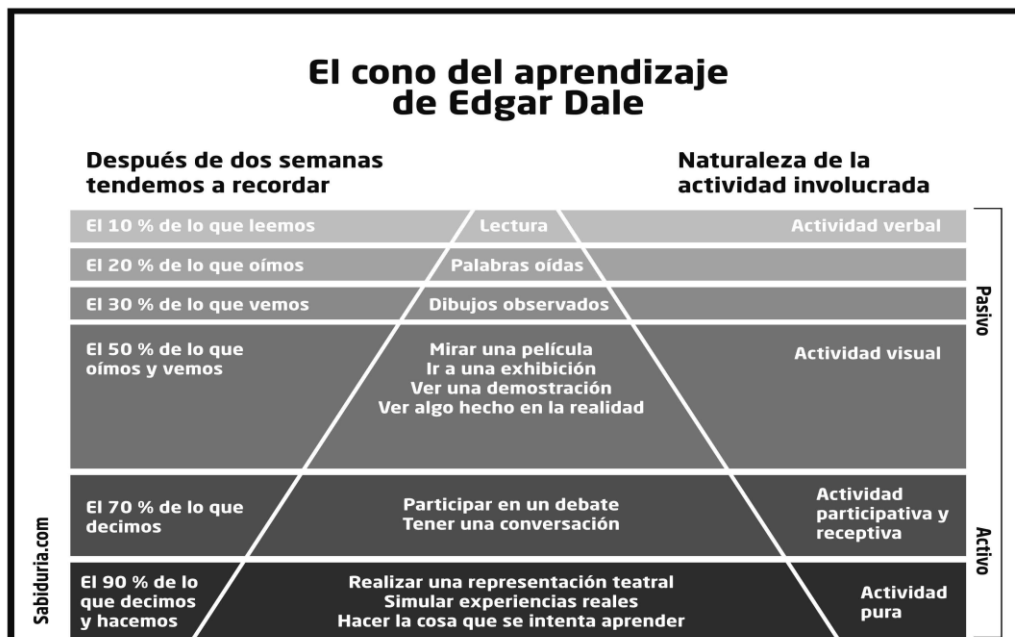 El cono del aprendizaje
de Edgar Dale
Después de dos semanas
tendemos a recordar
Naturaleza de la
actividad involucrada
El 10 % de lo que leemos
Lectura
Actividad verbal
El 20 % de lo que oímos
Palabras oídas
El 30 % de lo que vemos
Dibujos observados
El 50 % de lo que
oímos y vemos
Mirar una película
Ir a una exhibición
Ver una demostración
Ver algo hecho en la realidad
Actividad visual
Pasivo
El 70 % de lo que
decimos
Participar en un debate
Tener una conversación
Actividad
participativa y
receptiva
El 90 % de lo
que decimos
y hacemos
Realizar una representación teatral
Simular experiencias reales
Hacer la cosa que se intenta aprender
Actividad
pura
Activo
Sabiduria.com